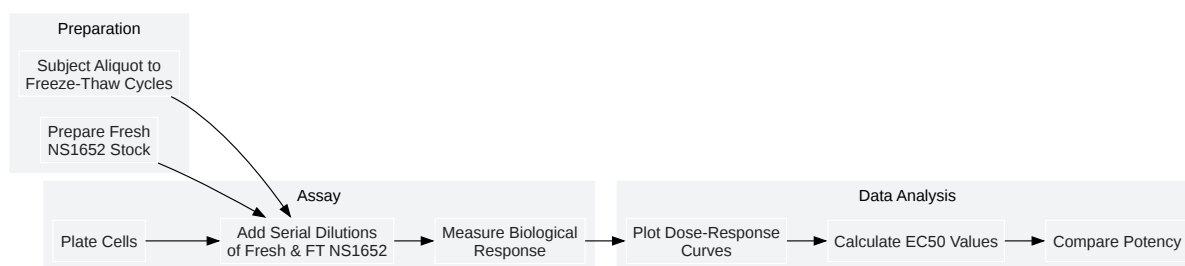 Preparation
Subject Aliquot to
Freeze-Thaw Cycles
Prepare Fresh
NS1652 Stock
Assay
Plate Cells
Add Serial Dilutions
of Fresh & FT NS1652
Measure Biological
Response
Data Analysis
Plot Dose-Response
Curves
Calculate EC50 Values
Compare Potency